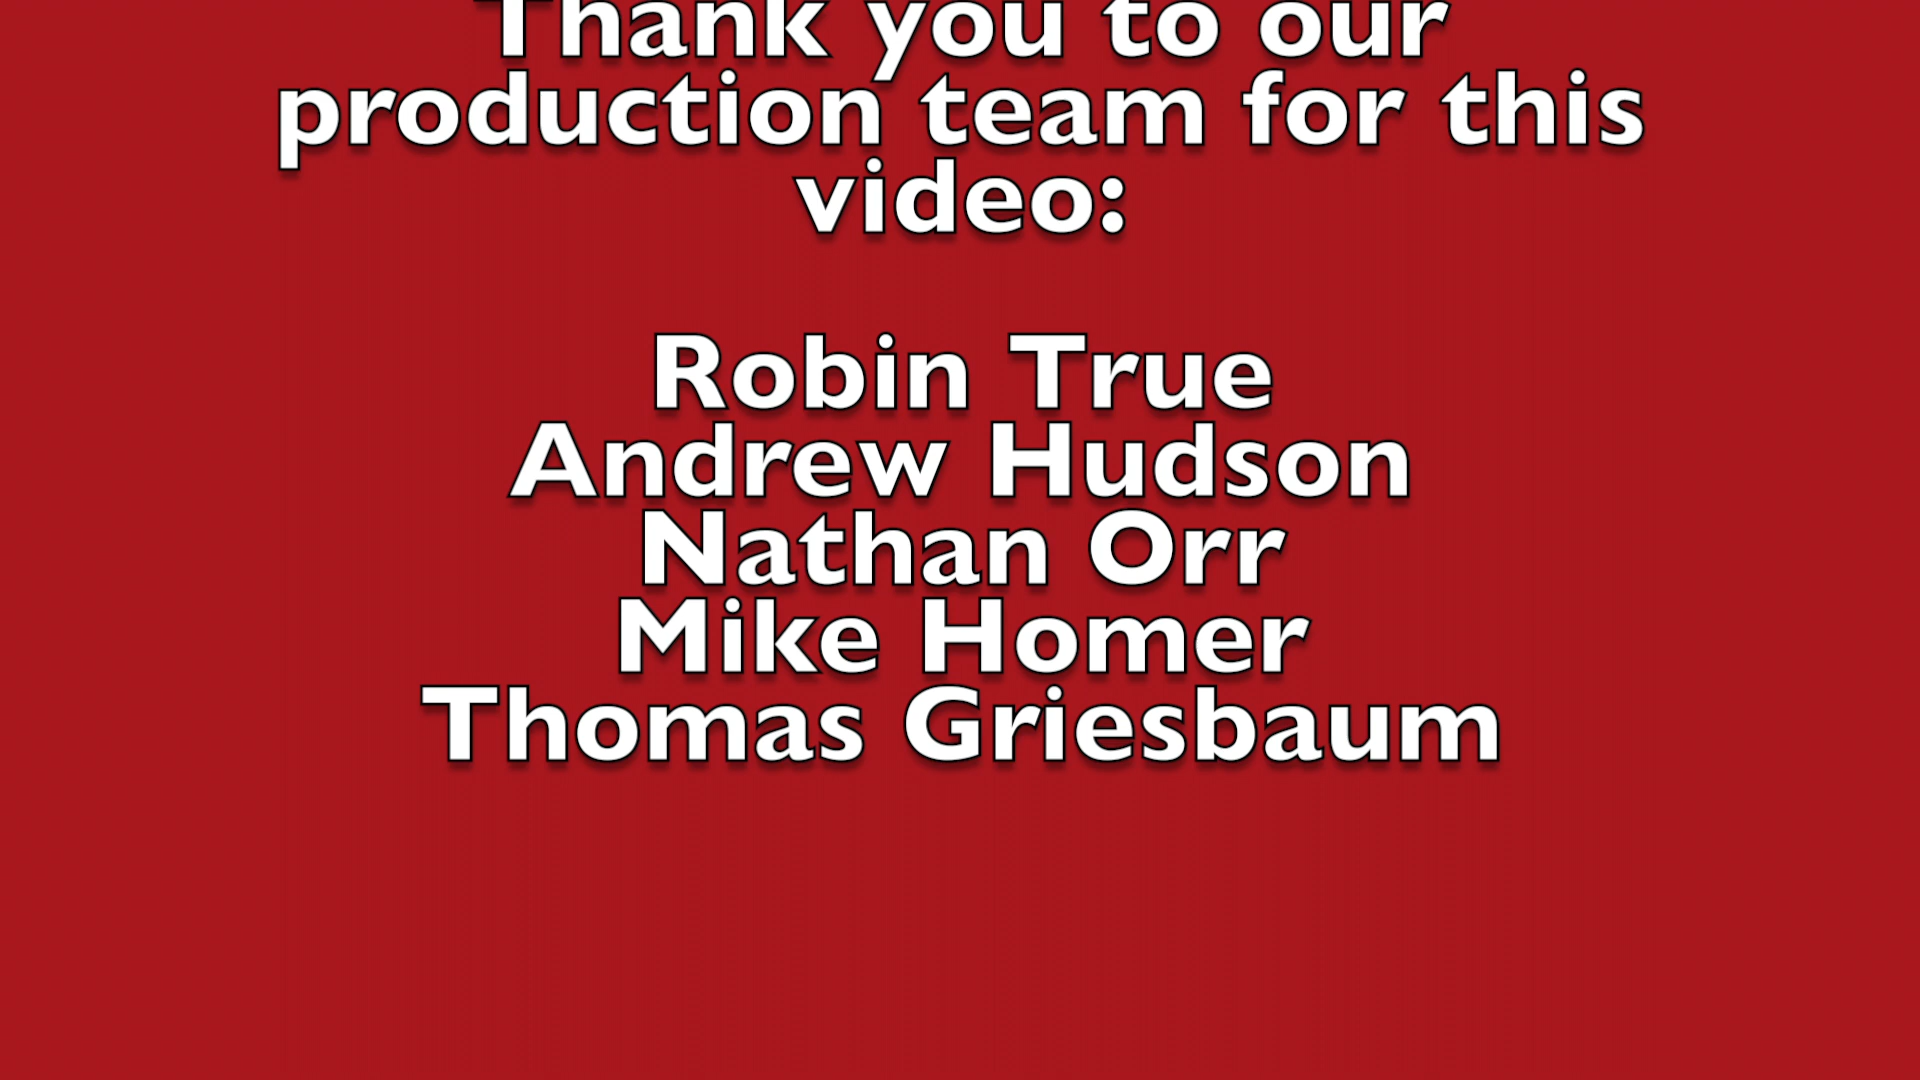 Thank you to our
production team for this
video:
Robin True
Andrew Hudson
Nathan Orr
Mike Homer
Thomas Griesbaum